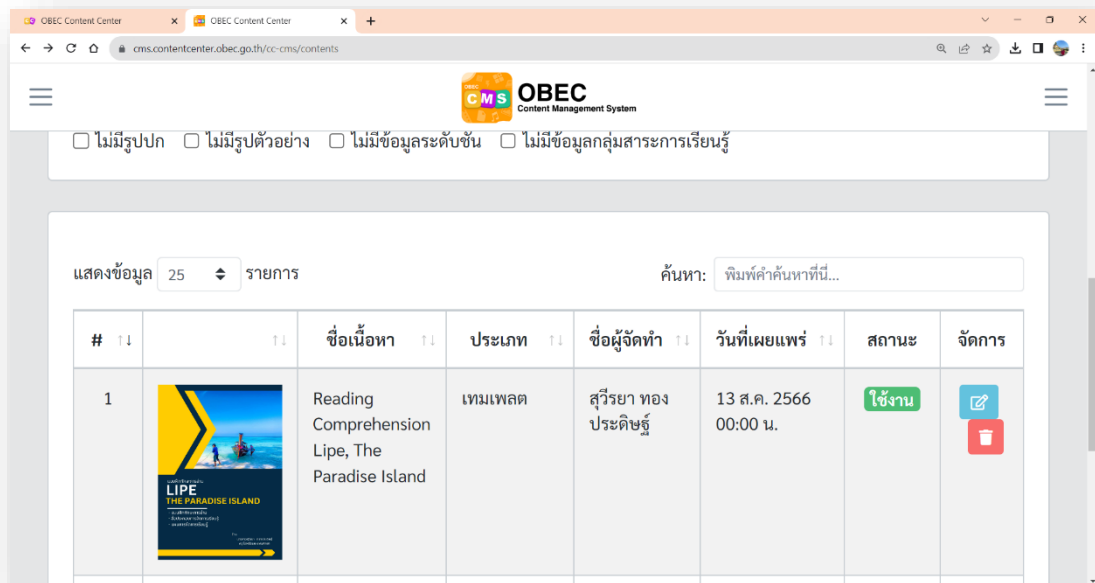 OBEC Content Center
OBEC Content Center
cms.contentcenter.obec.go.th/cc-cms/contents
CMS OBEC
Content Management System
ไม่มีรูปปก ไม่มีรูปตัวอย่าง ไม่มีข้อมูลระดับชั้น ไม่มีข้อมูลกลุ่มสาระการเรียนรู้
แสดงข้อมูล 25 รายการ ค้นหา: พิมพ์คำค้นหาที่นี่...
# ชื่อเนื้อหา ประเภท ชื่อผู้จัดทำ วันที่เผยแพร่ สถานะ จัดการ
1 Reading เทมเพลต สุวีรยา ทอง 13 ส.ค. 2566 ใช้งาน
Comprehension ประดิษฐ์ 00:00 น.
Lipe, The
Paradise Island
LIPE
THE PARADISE ISLAND